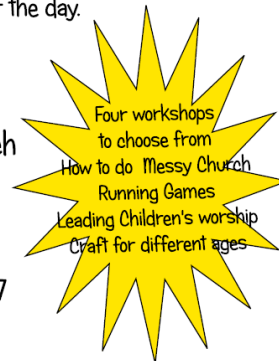 the day.
Four workshops
to choose from
How to do Messy Church
Running Games
Leading Children's worship
Craft for different ages
7